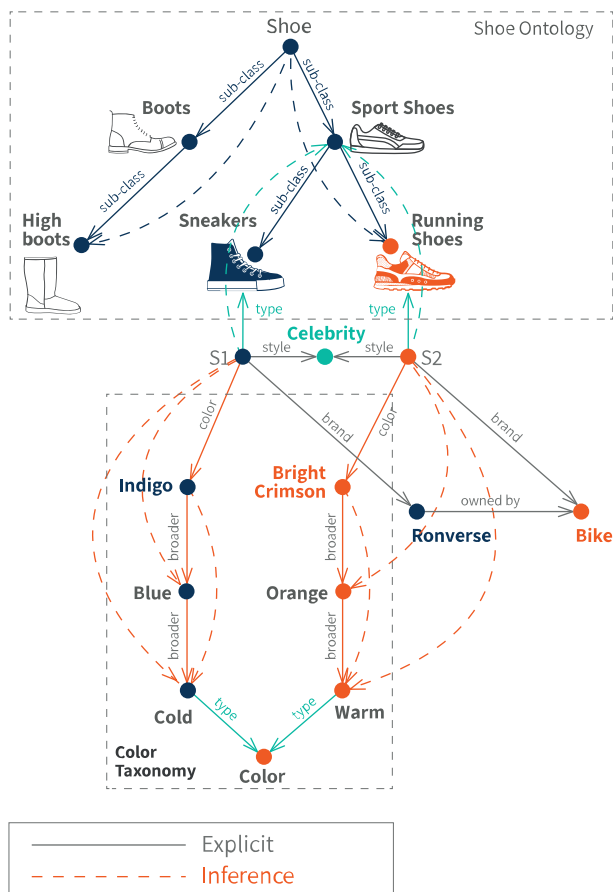 Shoe
Shoe Ontology
sub-class
sub-class
Boots
Sport Shoes
sub-class
sub-class
sub-class
High
boots
Sneakers
Running
Shoes
type
type
Celebrity
S1
style
style
S2
color
color
brand
brand
Indigo
Bright
Crimson
owned by
Ronverse
Bike
broader
broader
Blue
Orange
broader
broader
Cold
Warm
type
type
Color
Taxonomy
Color
Explicit
Inference